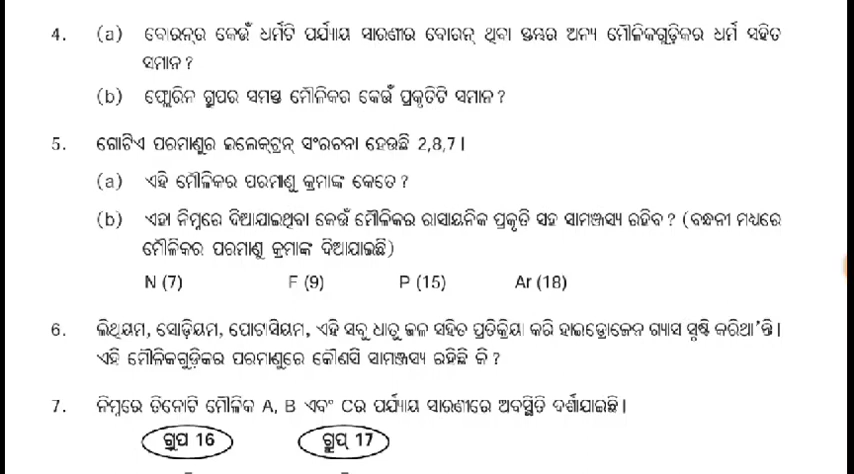 4. (a) ବୋରନ୍‌ର କେଉଁ ଧର୍ମଟି ପର୍ଯ୍ୟାୟ ସାରଣୀର ବୋରନ୍ ଥିବା ସ୍ତମ୍ଭର ଅନ୍ୟ ମୌଳିକଗୁଡ଼ିକର ଧର୍ମ ସହିତ
ସମାନ ?
(b) ଫ୍ଲୋରିନ ଗ୍ରୁପର ସମସ୍ତ ମୌଳିକର କେଉଁ ପ୍ରକୃତିଟି ସମାନ ?
5. ଗୋଟିଏ ପରମାଣୁର ଇଲେକ୍ଟ୍ରନ୍ ସଂରଚନା ହେଉଛି 2,8,7 |
(a) ଏହି ମୌଳିକର ପରମାଣୁ କ୍ରମାଙ୍କ କେତେ ?
(b) ଏହା ନିମ୍ନରେ ଦିଆଯାଇଥିବା କେଉଁ ମୌଳିକର ରାସାୟନିକ ପ୍ରକୃତି ସହ ସାମଞ୍ଜସ୍ୟ ରହିବ ? (ବନ୍ଧନୀ ମଧ୍ୟରେ
ମୌଳିକର ପରମାଣୁ କ୍ରମାଙ୍କ ଦିଆଯାଇଛି)
N (7) F (9) P (15) Ar (18)
6. ଲିଥିୟମ, ସୋଡ଼ିୟମ, ପୋଟାସିୟମ, ଏହି ସବୁ ଧାତୁ ଜଳ ସହିତ ପ୍ରତିକ୍ରିୟା କରି ହାଇଡ୍ରୋଜେନ ଗ୍ୟାସ ସୃଷ୍ଟି କରିଥା'ନ୍ତି |
ଏହି ମୌଳିକଗୁଡ଼ିକର ପରମାଣୁରେ କୌଣସି ସାମଞ୍ଜସ୍ୟ ରହିଛି କି ?
7. ନିମ୍ନରେ ତିନୋଟି ମୌଳିକ A, B ଏବଂ Cର ପର୍ଯ୍ୟାୟ ସାରଣୀରେ ଅବସ୍ଥିତି ଦର୍ଶାଯାଇଛି |
ଗ୍ରୁପ 16 ଗ୍ରୁପ୍ 17